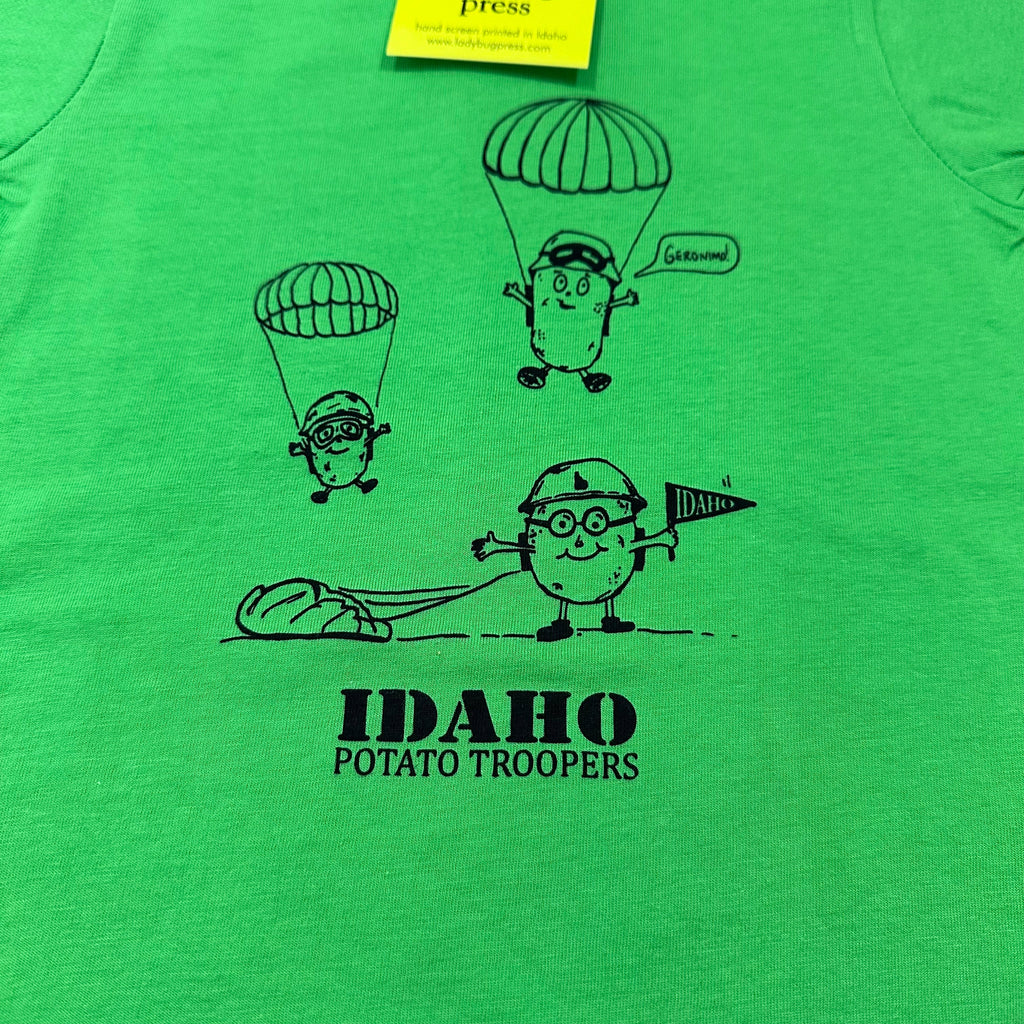 press
hand screen printed in Idaho
www.ladybugpress.com
GERONIMO!
IDAHO
IDAHO
POTATO TROOPERS